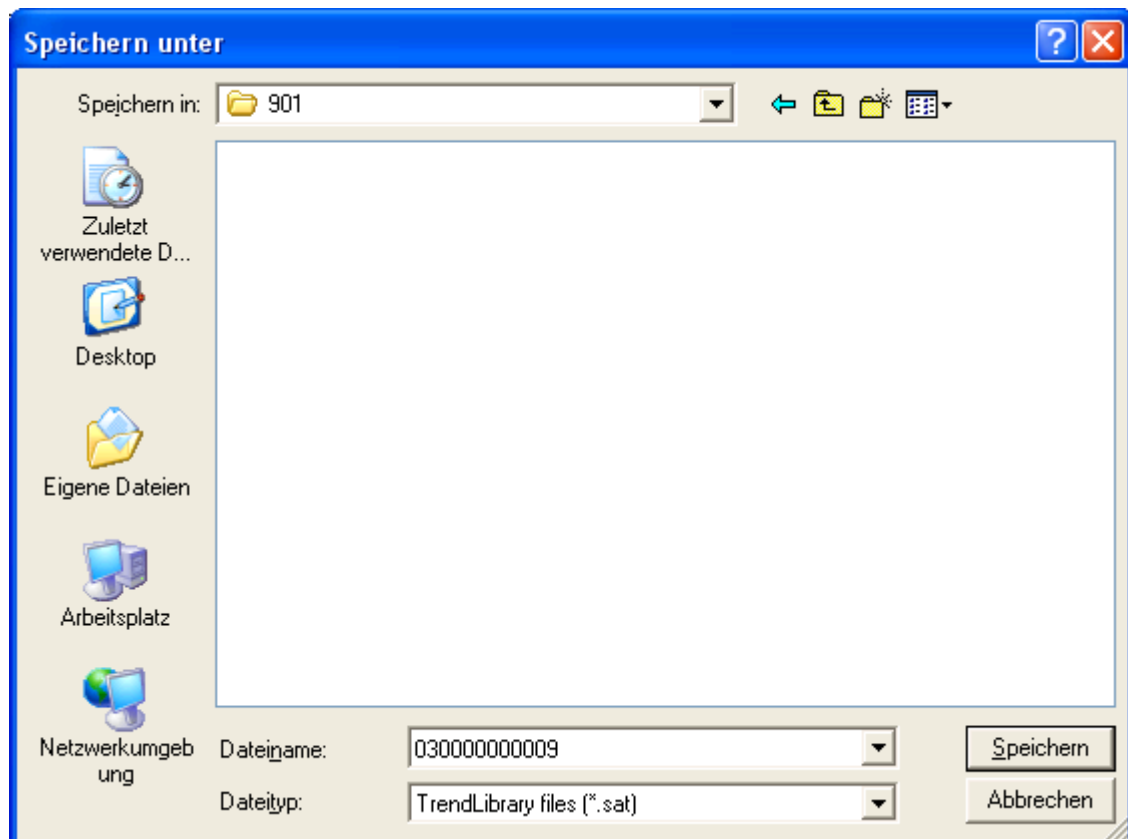 Speichern unter
Speichern in: 901
Zuletzt
verwendete D...
Desktop
Eigene Dateien
Arbeitsplatz
Netzwerkumgeb
ung
Dateiname: 030000000009 Speichern
Dateityp: TrendLibrary files (*.sat) Abbrechen